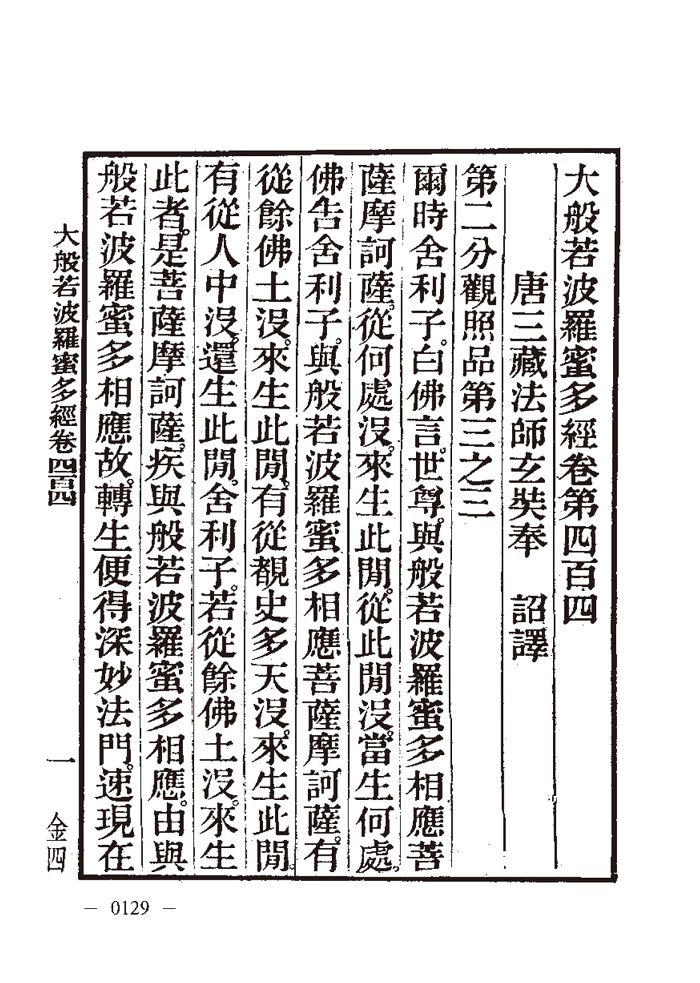 大般若波羅蜜多經卷第四百四
唐三藏法師玄奘奉　詔譯
第二分觀照品第三之三
爾時舍利子。白佛言。世尊。與般若波羅蜜多相應菩
薩摩訶薩。從何處沒。來生此閒。從此閒沒。當生何處。
佛告舍利子。與般若波羅蜜多相應菩薩摩訶薩。有
從餘佛土沒。來生此閒。有從覩史多天沒。來生此閒。
有從人中沒。還生此閒。舍利子。若從餘佛土沒。來生
此者。是菩薩摩訶薩。疾與般若波羅蜜多相應。由與
般若波羅蜜多相應故。轉生便得深妙法門。速現在
大般若波羅蜜多經卷四百四
一
金四
— 0129 —